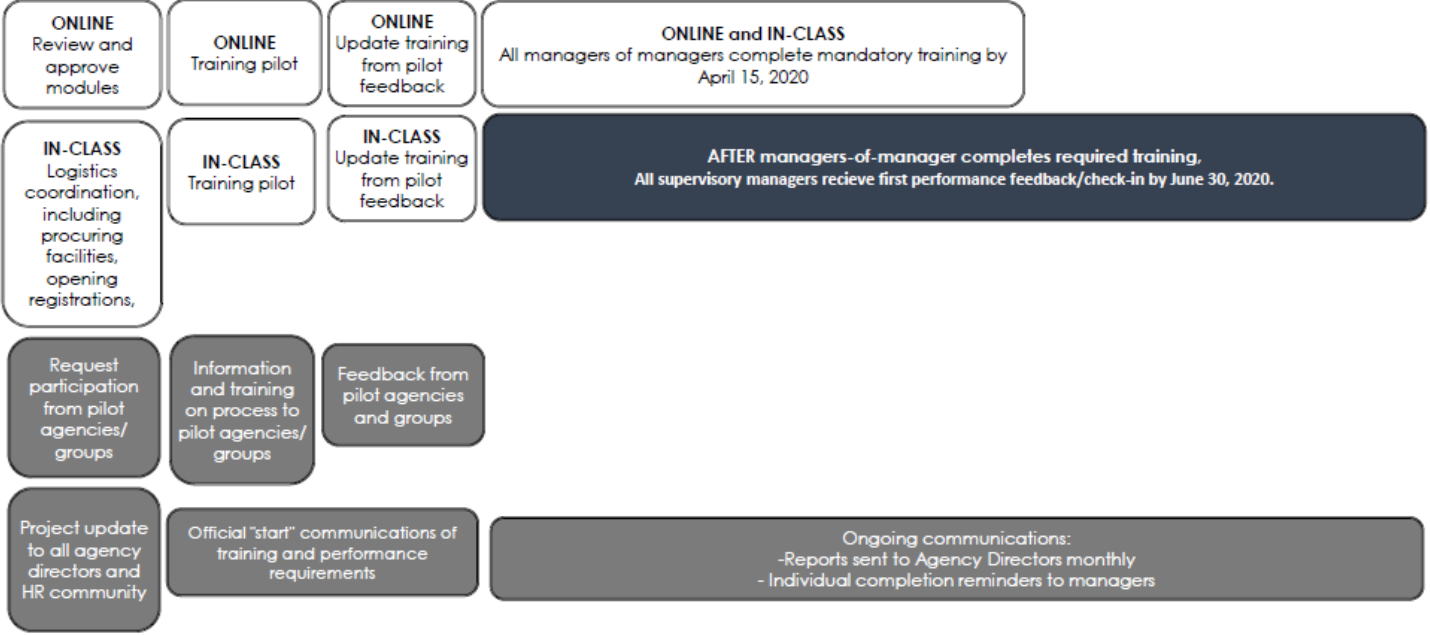 ONLINE
Review and
approve
modules
ONLINE
Training pilot
ONLINE
Update training
from pilot
feedback
ONLINE and IN-CLASS
All managers of managers complete mandatory training by
April 15, 2020
IN-CLASS
Logistics
coordination,
including
procuring
facilities,
opening
registrations,
IN-CLASS
Training pilot
IN-CLASS
Update training
from pilot
feedback
AFTER managers-of-manager completes required training,
All supervisory managers recieve first performance feedback/check-in by June 30, 2020.
Request
participation
from pilot
agencies/
groups
Information
and training
on process to
pilot agencies/
groups
Feedback from
pilot agencies
and groups
Project update
to all agency
directors and
HR community
Official "start" communications of
training and performance
requirements
Ongoing communications:
-Reports sent to Agency Directors monthly
- Individual completion reminders to managers